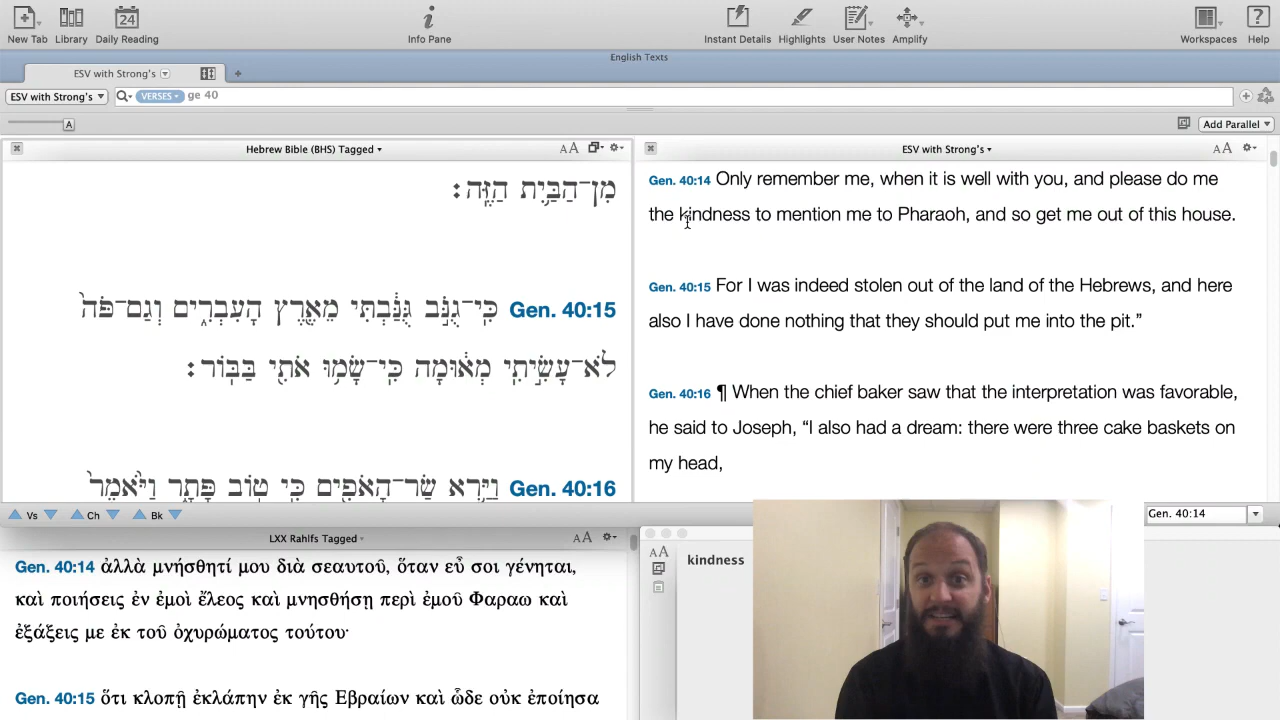 New Tab
Library
Daily Reading
24
Info Pane
Instant Details
Highlights
User Notes
Amplify
Workspaces
Help
English Texts
ESV with Strong's
+
ESV with Strong's
VERSES
ge 40
A
Add Parallel
Hebrew Bible (BHS) Tagged
AA
מִן־הַבַּ֥יִת הַזֶּֽה׃
Gen. 40:15 כִּֽי־גֻנֹּ֣ב גֻּנַּ֔בְתִּי מֵאֶ֖רֶץ הָעִבְרִ֑ים וְגַם־פֹּה֙
לֹא־עָשִׂ֣יתִֽי מְא֔וּמָה כִּֽי־שָׂמ֥וּ אֹתִ֖י בַּבּֽוֹר׃
Gen. 40:16 וַיַּ֥רְא שַׂר־הָאֹפִ֖ים כִּ֣י ט֣וֹב פָּתָ֑ר וַיֹּ֙אמֶר֙
Vs
Ch
Bk
ESV with Strong's
AA
Gen. 40:14 Only remember me, when it is well with you, and please do me
the kindness to mention me to Pharaoh, and so get me out of this house.
Gen. 40:15 For I was indeed stolen out of the land of the Hebrews, and here
also I have done nothing that they should put me into the pit.”
Gen. 40:16 ¶ When the chief baker saw that the interpretation was favorable,
he said to Joseph, “I also had a dream: there were three cake baskets on
my head,
Gen. 40:14
LXX Rahlfs Tagged
AA
Gen. 40:14 ἀλλὰ μνήσθητί μου διὰ σεαυτοῦ, ὅταν εὖ σοι γένηται,
καὶ ποιήσεις ἐν ἐμοὶ ἔλεος καὶ μνησθήσῃ περὶ ἐμοῦ Φαραω καὶ
ἐξάξεις με ἐκ τοῦ ὀχυρώματος τούτου·
Gen. 40:15 ὅτι κλοπῇ ἐκλάπην ἐκ γῆς Εβραίων καὶ ὧδε οὐκ ἐποίησα
AA
kindness